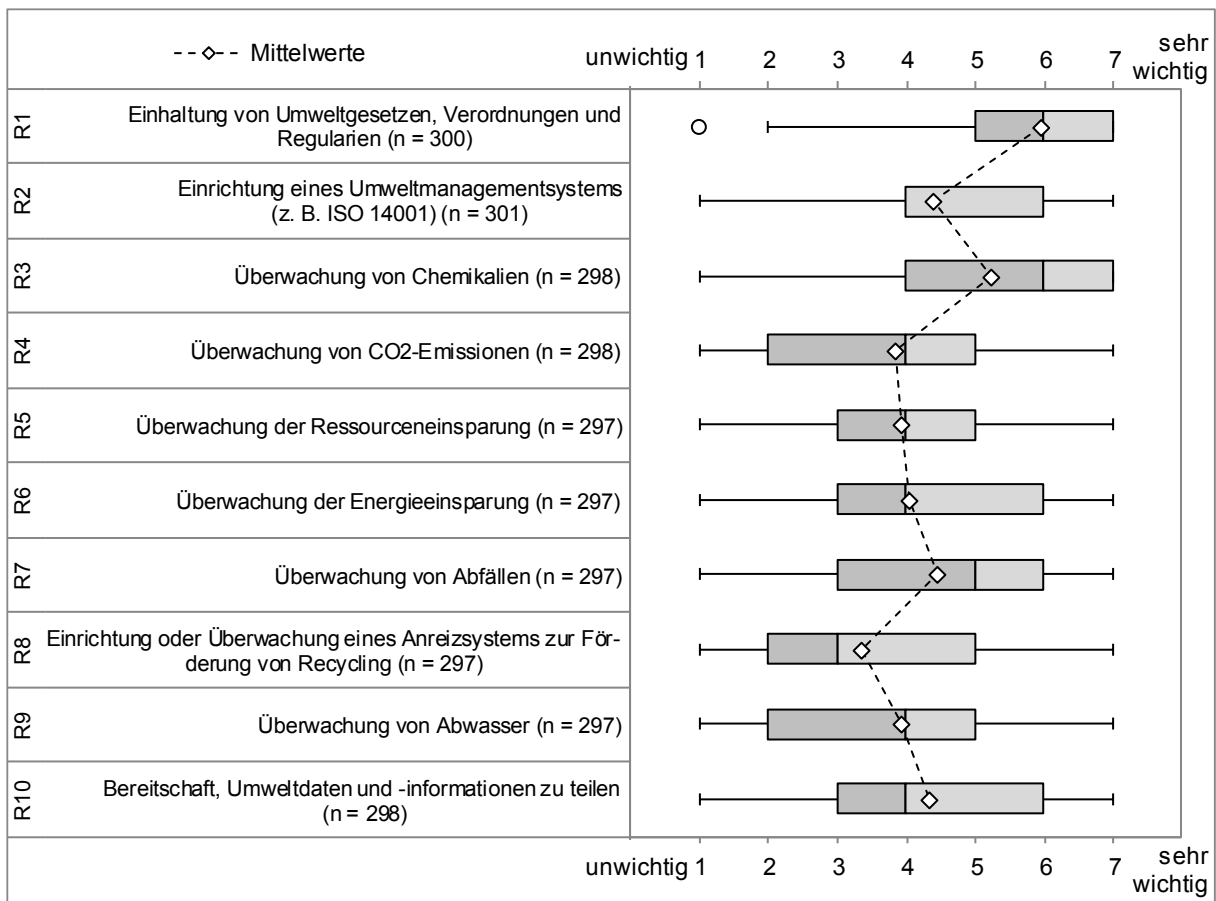 Mittelwerte
unwichtig 1 2 3 4 5 6 7 sehr
wichtig
R1 Einhaltung von Umweltgesetzen, Verordnungen und
Regularien (n = 300)
R2 Einrichtung eines Umweltmanagementsystems
(z. B. ISO 14001) (n = 301)
R3 Überwachung von Chemikalien (n = 298)
R4 Überwachung von CO2-Emissionen (n = 298)
R5 Überwachung der Ressourceneinsparung (n = 297)
R6 Überwachung der Energieeinsparung (n = 297)
R7 Überwachung von Abfällen (n = 297)
R8 Einrichtung oder Überwachung eines Anreizsystems zur För-
derung von Recycling (n = 297)
R9 Überwachung von Abwasser (n = 297)
R10 Bereitschaft, Umweltdaten und -informationen zu teilen
(n = 298)
unwichtig 1 2 3 4 5 6 7 sehr
wichtig